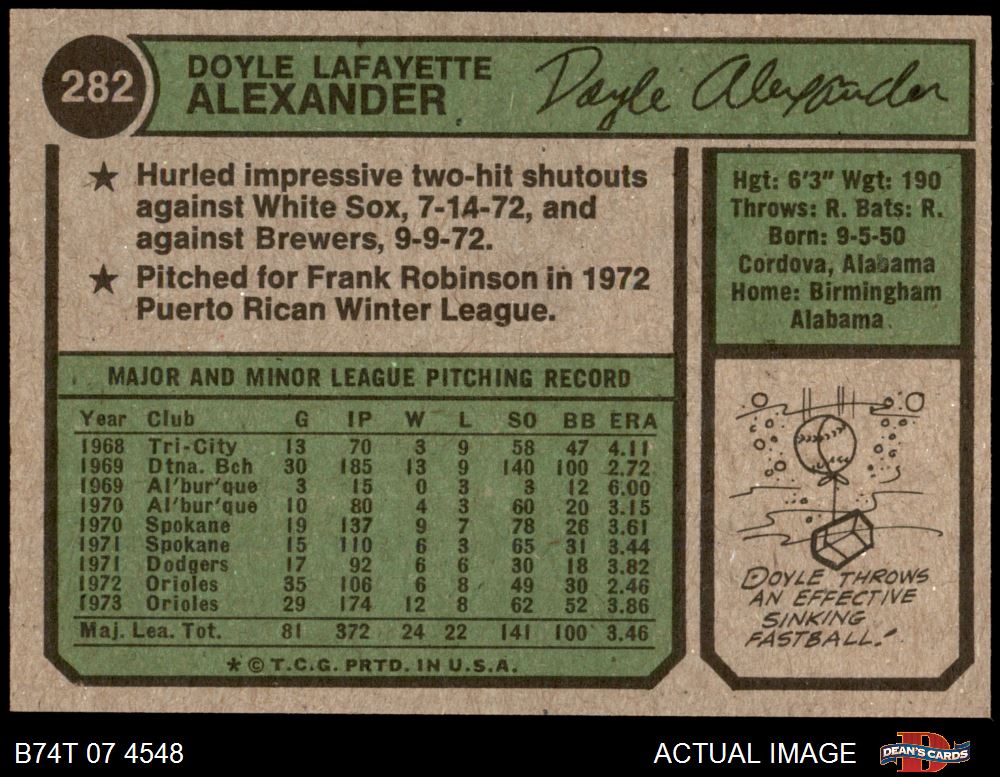 282
DOYLE LAFAYETTE
ALEXANDER
Doyle Alexander
★ Hurled impressive two-hit shutouts
against White Sox, 7-14-72, and
against Brewers, 9-9-72.
★ Pitched for Frank Robinson in 1972
Puerto Rican Winter League.
Hgt: 6'3" Wgt: 190
Throws: R. Bats: R.
Born: 9-5-50
Cordova, Alabama
Home: Birmingham
Alabama
MAJOR AND MINOR LEAGUE PITCHING RECORD
Year Club G IP W L SO BB ERA
1968 Tri-City 13 70 3 9 58 47 4.11
1969 Dtna. Bch 30 185 13 9 140 100 2.72
1969 Al'bur'que 3 15 0 3 3 12 6.00
1970 Al'bur'que 10 80 4 3 60 20 3.15
1970 Spokane 19 137 9 7 78 26 3.61
1971 Spokane 15 110 6 3 65 31 3.44
1971 Dodgers 17 92 6 6 30 18 3.82
1972 Orioles 35 106 6 8 49 30 2.46
1973 Orioles 29 174 12 8 62 52 3.86
Maj. Lea. Tot. 81 372 24 22 141 100 3.46
* © T.C.G. PRTD. IN U.S.A.
DOYLE THROWS
AN EFFECTIVE
SINKING
FASTBALL.
B74T 07 4548
ACTUAL IMAGE
D
DEAN'S CARDS